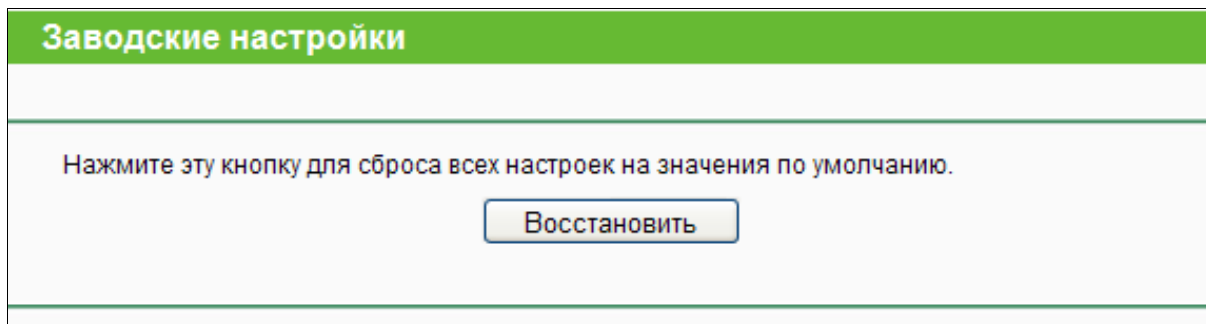 Заводские настройки
Нажмите эту кнопку для сброса всех настроек на значения по умолчанию.
Восстановить